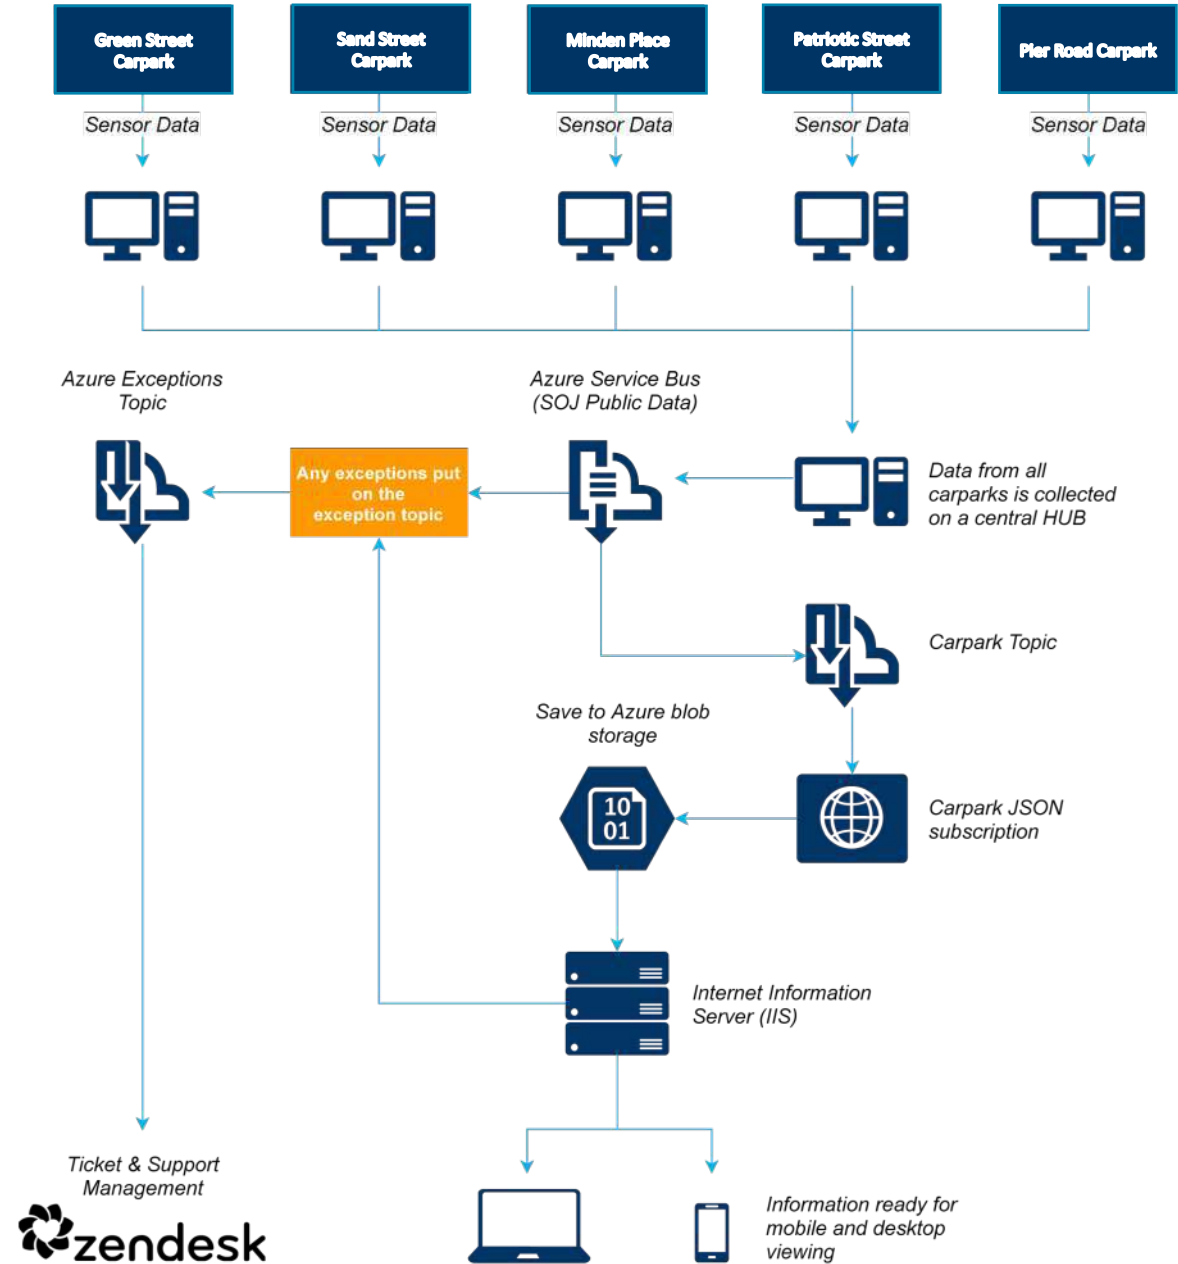 Green Street
Carpark
Sand Street
Carpark
Minden Place
Carpark
Patriotic Street
Carpark
Pier Road Carpark
Sensor Data
Sensor Data
Sensor Data
Sensor Data
Sensor Data
Azure Exceptions
Topic
Azure Service Bus
(SOJ Public Data)
Any exceptions put
on the
exception topic
Data from all
carparks is collected
on a central HUB
Carpark Topic
Save to Azure blob
storage
10
01
Carpark JSON
subscription
Internet Information
Server (IIS)
Ticket & Support
Management
zendesk
Information ready for
mobile and desktop
viewing